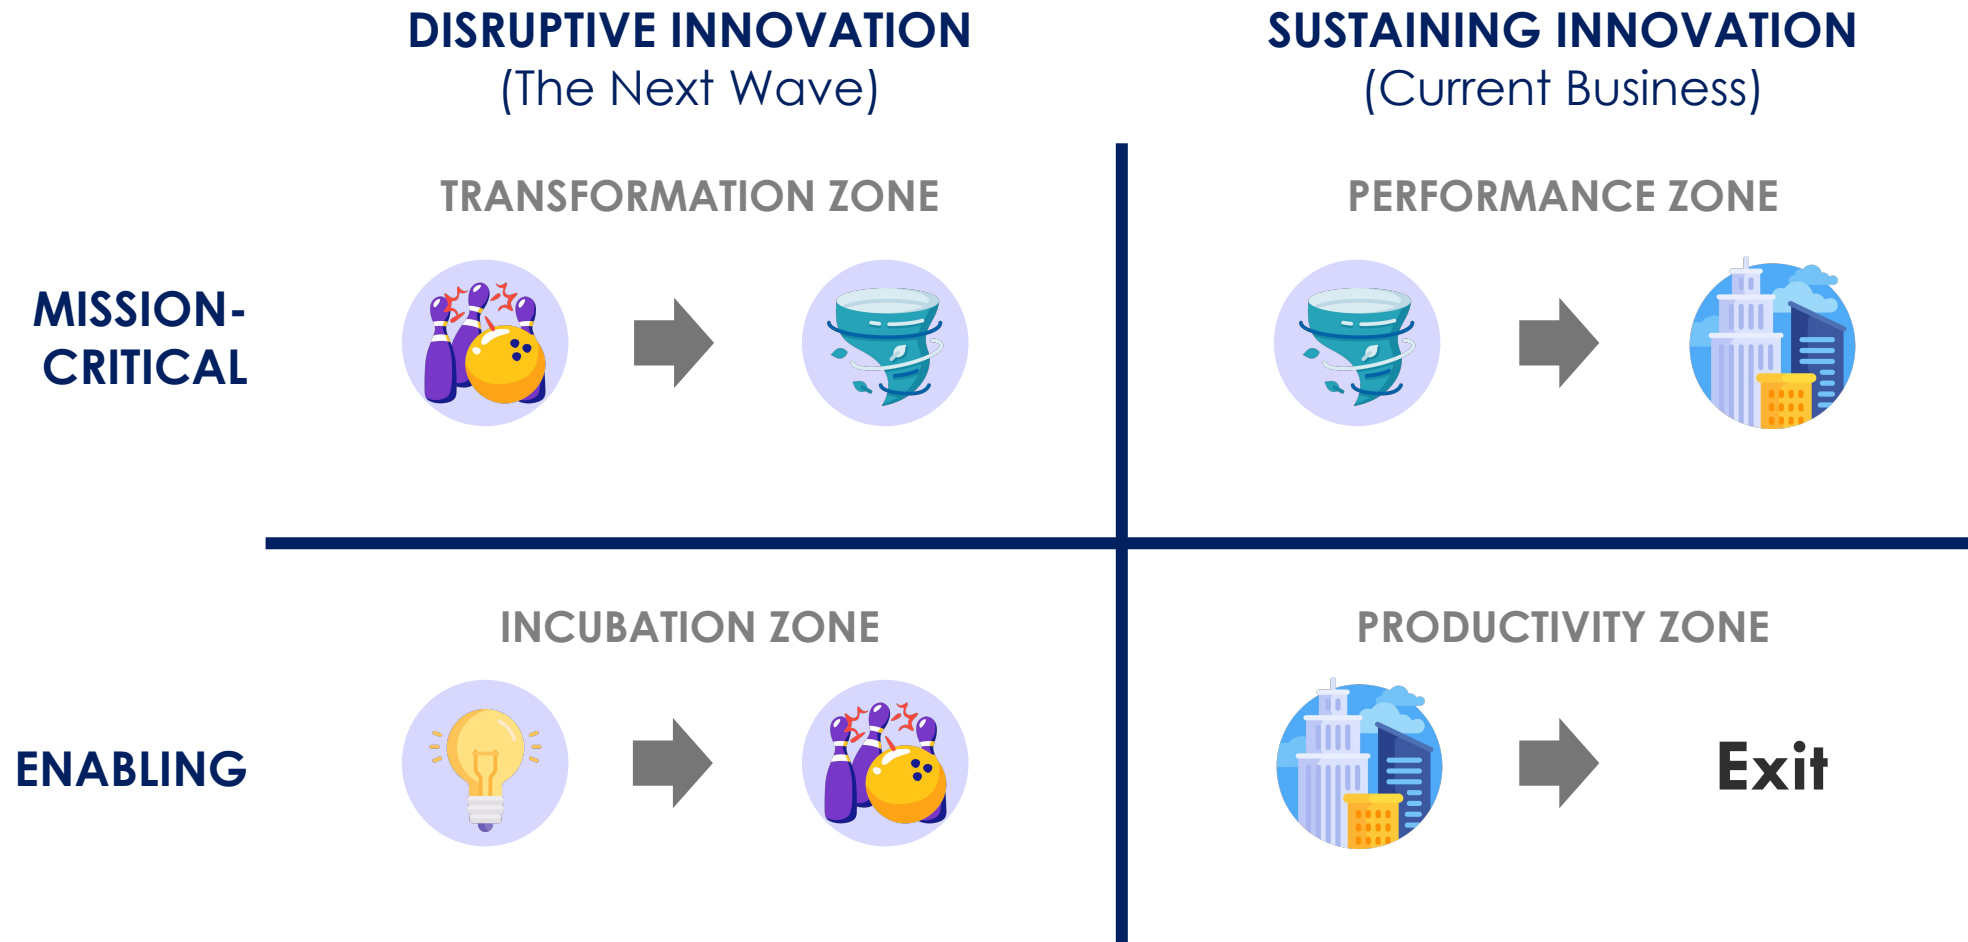 DISRUPTIVE INNOVATION
(The Next Wave)
SUSTAINING INNOVATION
(Current Business)
TRANSFORMATION ZONE
PERFORMANCE ZONE
MISSION-
CRITICAL
INCUBATION ZONE
PRODUCTIVITY ZONE
ENABLING
Exit